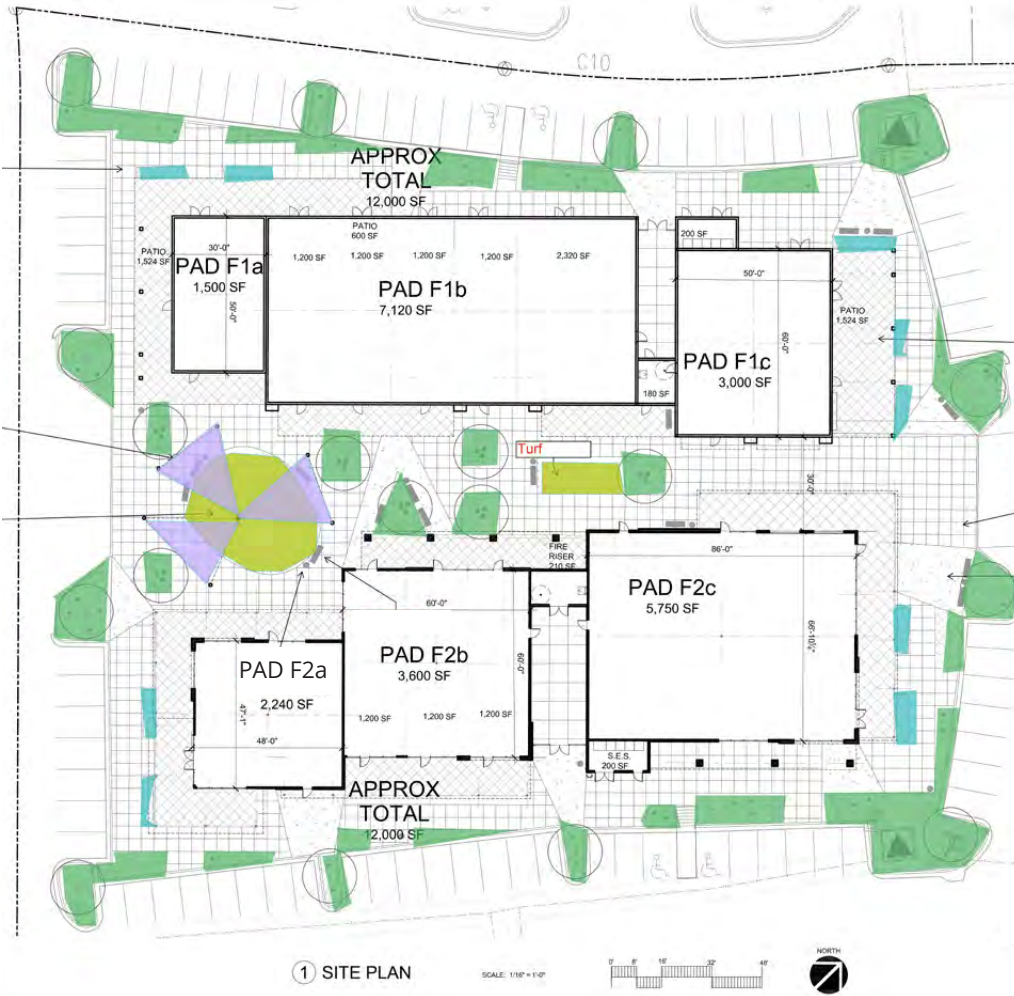 C10
APPROX
TOTAL
12,000 SF
PATIO
600 SF
200 SF
PATIO
1,524 SF
30'-0"
PAD F1a
1,500 SF
50'-0"
1,200 SF
1,200 SF
1,200 SF
1,200 SF
2,320 SF
PAD F1b
7,120 SF
50'-0"
60'-0"
PAD F1c
3,000 SF
PATIO
1,524 SF
180 SF
Turf
30'-0"
FIRE
RISER
210 SF
86'-0"
PAD F2c
5,750 SF
66'-10½"
60'-0"
PAD F2b
3,600 SF
60'-0"
1,200 SF
1,200 SF
1,200 SF
PAD F2a
2,240 SF
47'-1"
48'-0"
S.E.S.
200 SF
APPROX
TOTAL
12,000 SF
1 SITE PLAN
SCALE: 1/16" = 1'-0"
0' 8' 16' 32' 48'
NORTH